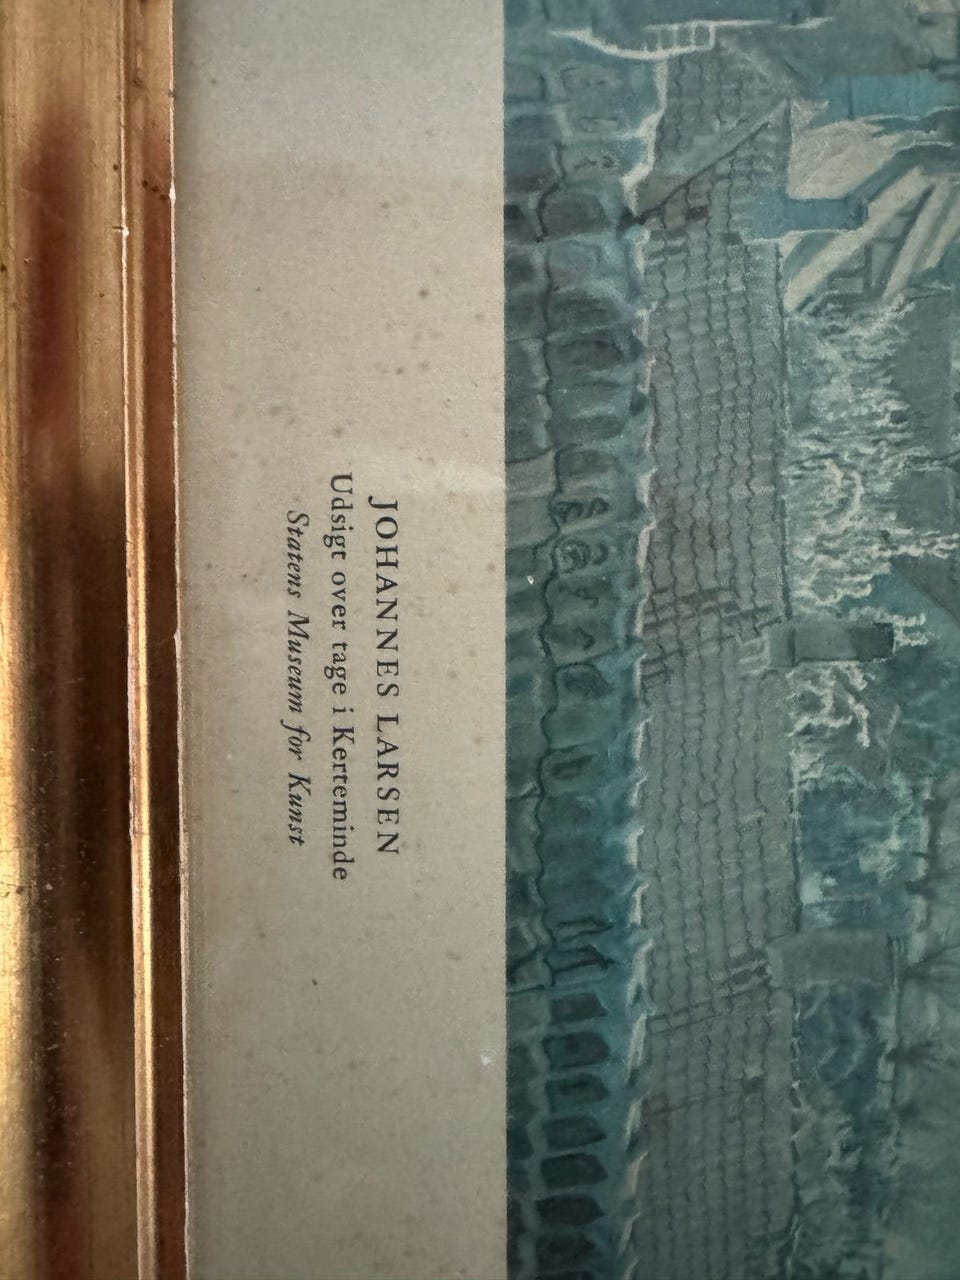 JOHANNES LARSEN
Udsigt over tage i Kerteminde
Statens Museum for Kunst